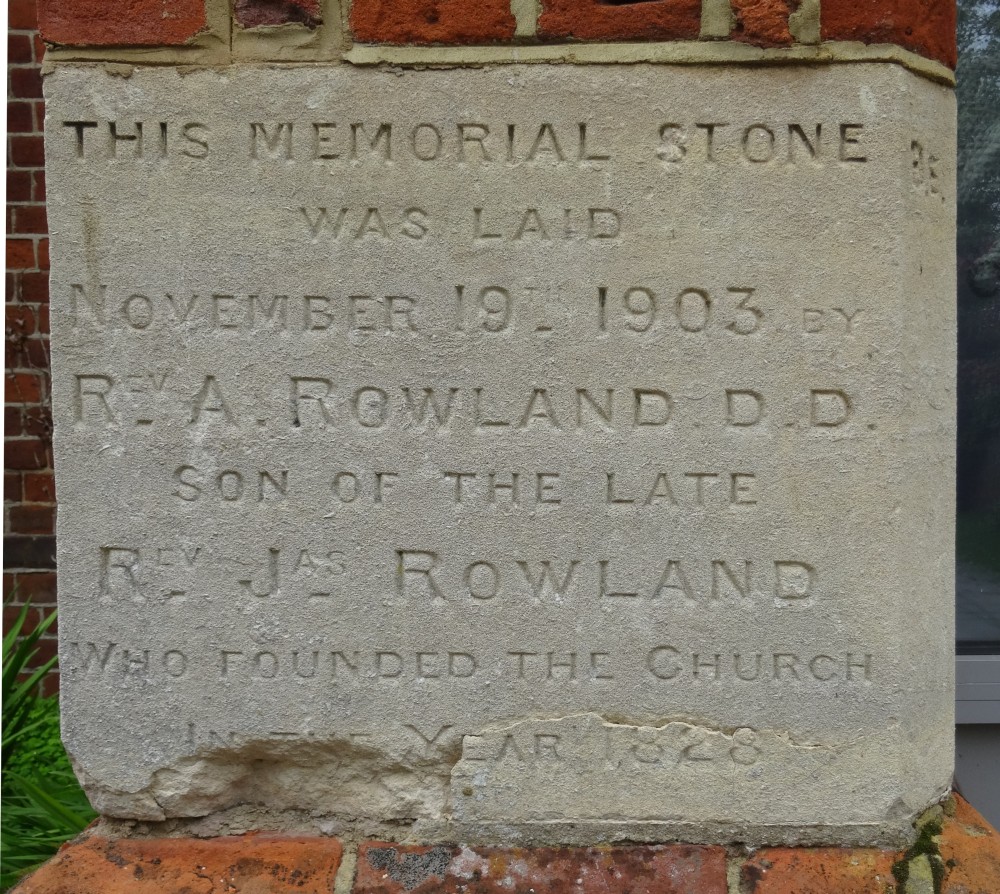 THIS MEMORIAL STONE
WAS LAID
NOVEMBER 19TH 1903 BY
REV A. ROWLAND. D.D.
SON OF THE LATE
REV JAS ROWLAND
WHO FOUNDED THE CHURCH
IN THE YEAR 1828